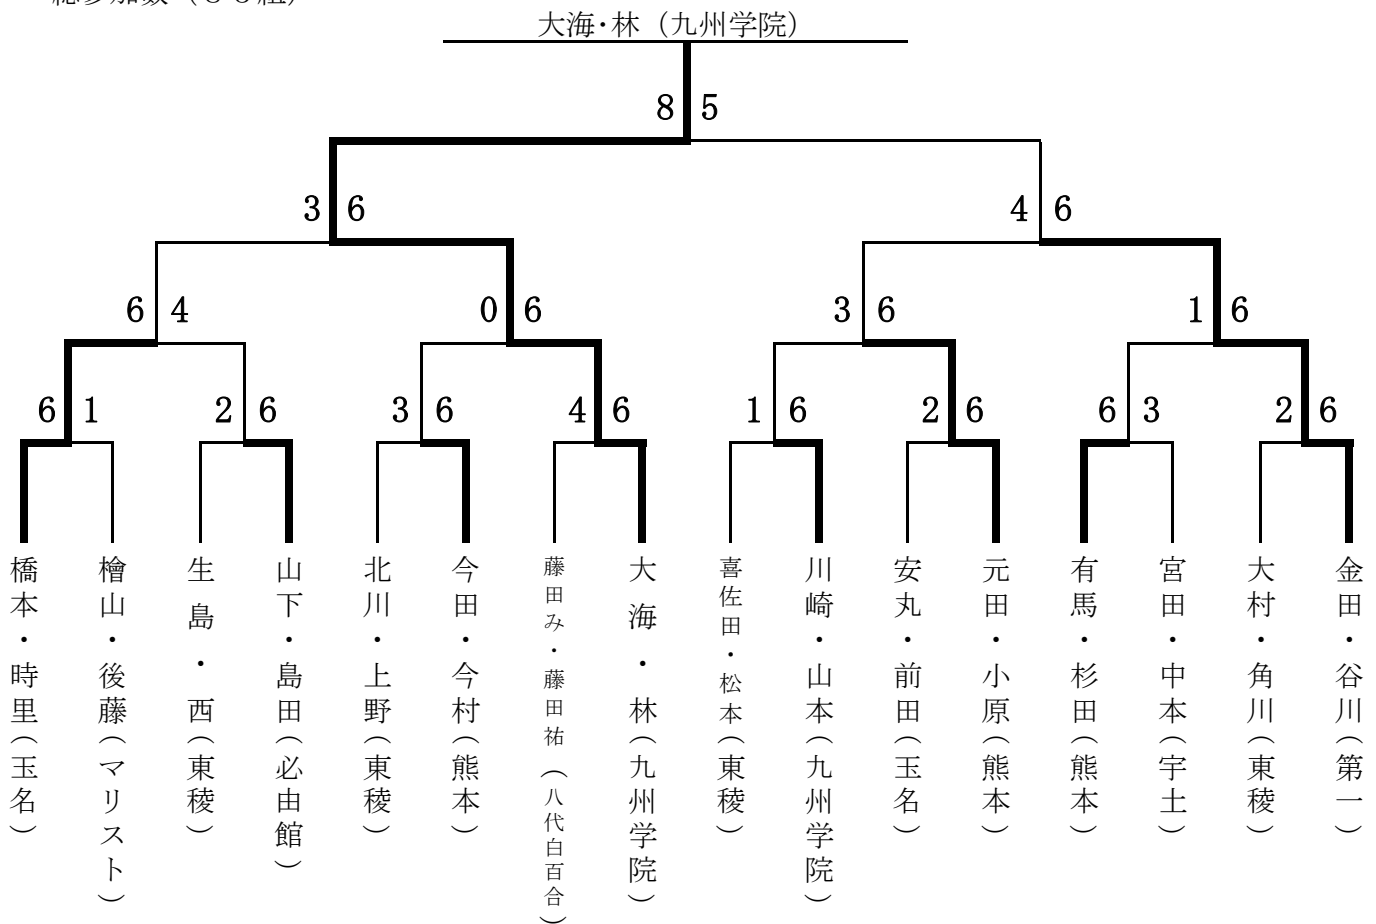 大海・林（九州学院）
8 5
3 6
4 6
6 4
0 6
3 6
1 6
6 1
2 6
3 6
4 6
1 6
2 6
6 3
2 6
橋本・時里（玉名）
檜山・後藤（マリスト）
生島・西（東稜）
山下・島田（必由館）
北川・上野（東稜）
今田・今村（熊本）
藤田み・藤田祐（八代白百合）
大海・林（九州学院）
喜佐田・松本（東稜）
川崎・山本（九州学院）
安丸・前田（玉名）
元田・小原（熊本）
有馬・杉田（熊本）
宮田・中本（宇土）
大村・角川（東稜）
金田・谷川（第一）